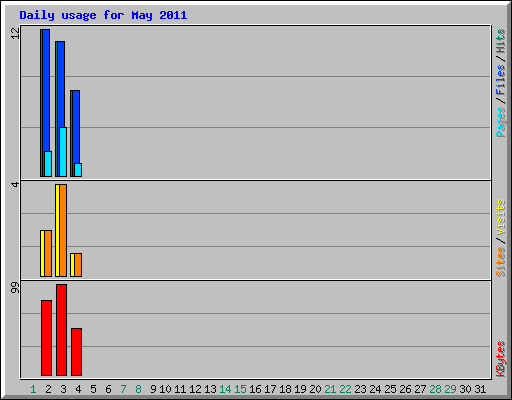 Daily usage for May 2011
12
Pages/Files/Hits
4
Sites/Visits
99
KBytes
1 2 3 4 5 6 7 8 9 10 11 12 13 14 15 16 17 18 19 20 21 22 23 24 25 26 27 28 29 30 31